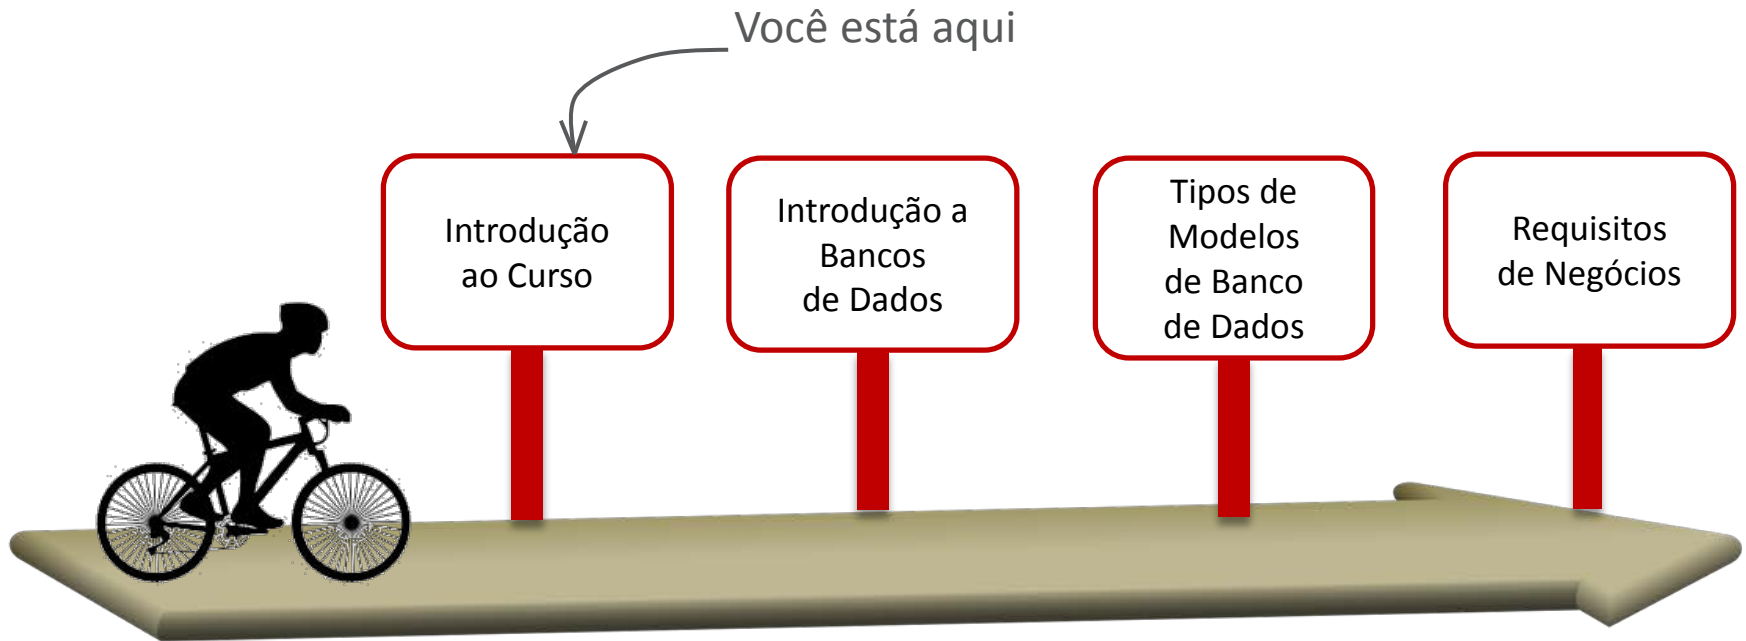 Você está aqui
Introdução
ao Curso
Introdução a
Bancos
de Dados
Tipos de
Modelos
de Banco
de Dados
Requisitos
de Negócios